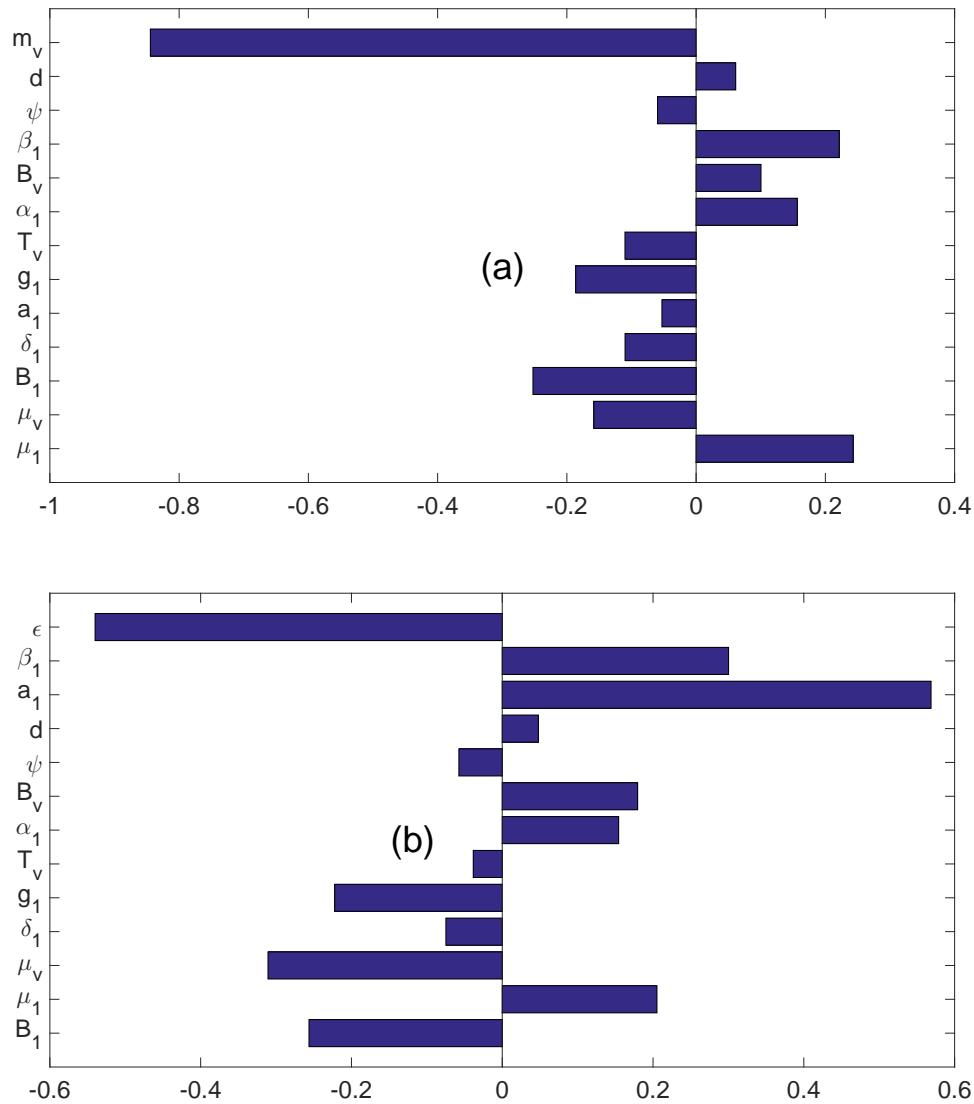 m_v
d
ψ
β_1
B_v
α_1
T_v
g_1
(a)
a_1
δ_1
B_1
μ_v
μ_1
-1 -0.8 -0.6 -0.4 -0.2 0 0.2 0.4
ϵ
β_1
a_1
d
ψ
B_v
α_1
(b)
T_v
g_1
δ_1
μ_v
μ_1
B_1
-0.6 -0.4 -0.2 0 0.2 0.4 0.6